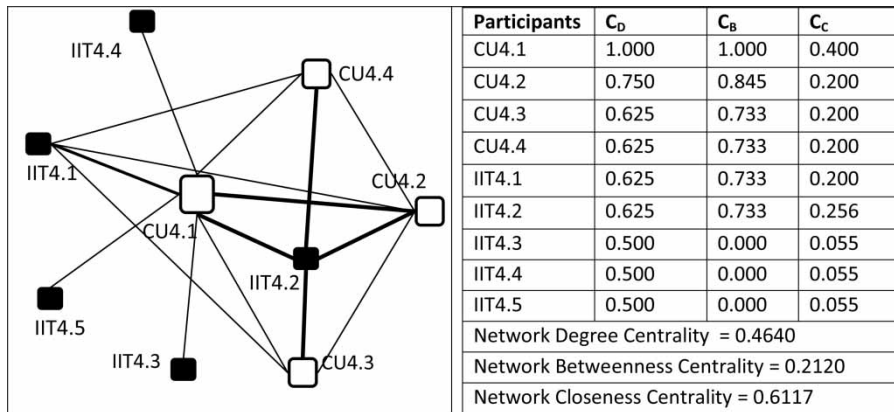 IIT4.4
CU4.4
IIT4.1
CU4.2
CU4.1
IIT4.2
IIT4.5
IIT4.3
CU4.3
Participants C_D C_B C_C
CU4.1 1.000 1.000 0.400
CU4.2 0.750 0.845 0.200
CU4.3 0.625 0.733 0.200
CU4.4 0.625 0.733 0.200
IIT4.1 0.625 0.733 0.200
IIT4.2 0.625 0.733 0.256
IIT4.3 0.500 0.000 0.055
IIT4.4 0.500 0.000 0.055
IIT4.5 0.500 0.000 0.055
Network Degree Centrality = 0.4640
Network Betweenness Centrality = 0.2120
Network Closeness Centrality = 0.6117